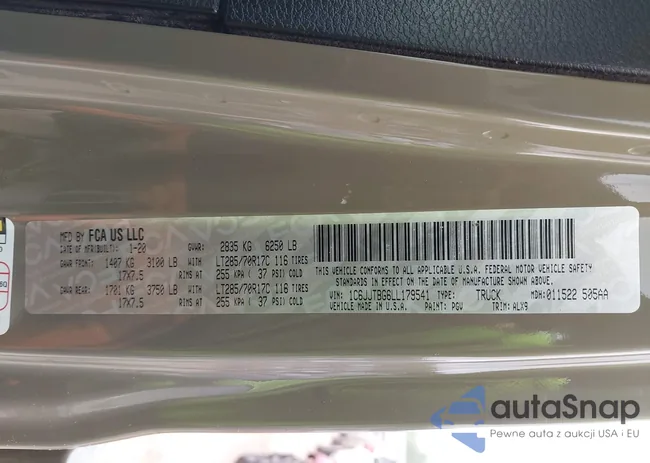 MFD BY FCA US LLC
DATE OF MFR(BUILT): 1-20 GVWR: 2835 KG 6250 LB
GAWR FRONT: 1407 KG 3100 LB WITH LT285/70R17C 116 TIRES
17X7.5 RIMS AT 255 KPA ( 37 PSI) COLD
GAWR REAR: 1701 KG 3750 LB WITH LT285/70R17C 116 TIRES
17X7.5 RIMS AT 255 KPA ( 37 PSI) COLD
THIS VEHICLE CONFORMS TO ALL APPLICABLE U.S.A. FEDERAL MOTOR VEHICLE SAFETY
STANDARDS IN EFFECT ON THE DATE OF MANUFACTURE SHOWN ABOVE.
VIN: 1C6JJTBG6LL179541 TYPE: TRUCK MDH:011522 505AA
VEHICLE MADE IN U.S.A. PAINT: PGV TRIM: ALX9
autaSnap
Pewne auta z aukcji USA i EU